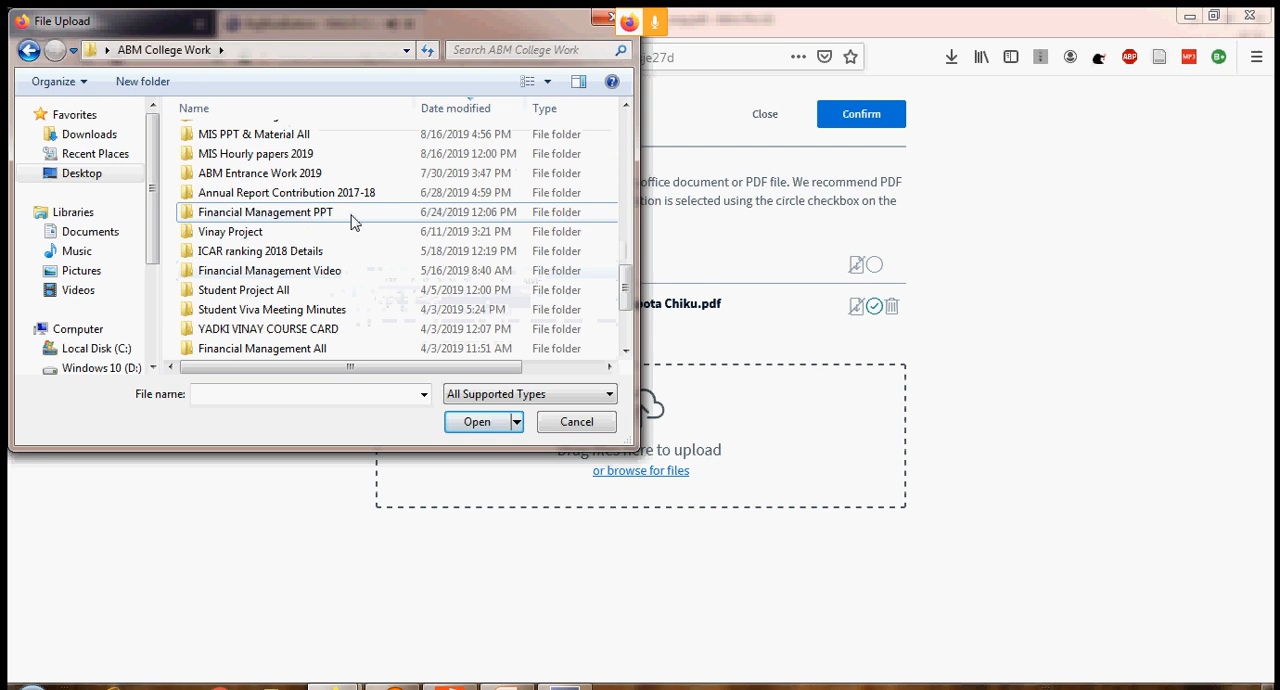 File Upload
ABM College Work
Search ABM College Work
ge27d
Organize
New folder
Name
Date modified
Type
Favorites
Downloads
Recent Places
Desktop
Libraries
Documents
Music
Pictures
Videos
Computer
Local Disk (C:)
Windows 10 (D:)
MIS PPT & Material All 8/16/2019 4:56 PM File folder
MIS Hourly papers 2019 8/16/2019 12:00 PM File folder
ABM Entrance Work 2019 7/30/2019 3:47 PM File folder
Annual Report Contribution 2017-18 6/28/2019 4:59 PM File folder
Financial Management PPT 6/24/2019 12:06 PM File folder
Vinay Project 6/11/2019 3:21 PM File folder
ICAR ranking 2018 Details 5/18/2019 12:19 PM File folder
Financial Management Video 5/16/2019 8:40 AM File folder
Student Project All 4/5/2019 12:00 PM File folder
Student Viva Meeting Minutes 4/3/2019 5:24 PM File folder
YADKI VINAY COURSE CARD 4/3/2019 12:07 PM File folder
Financial Management All 4/3/2019 11:51 AM File folder
File name:
All Supported Types
Open
Cancel
ABP
MP3
Close
Confirm
office document or PDF file. We recommend PDF
tion is selected using the circle checkbox on the
oota Chiku.pdf
Drag files here to upload
or browse for files